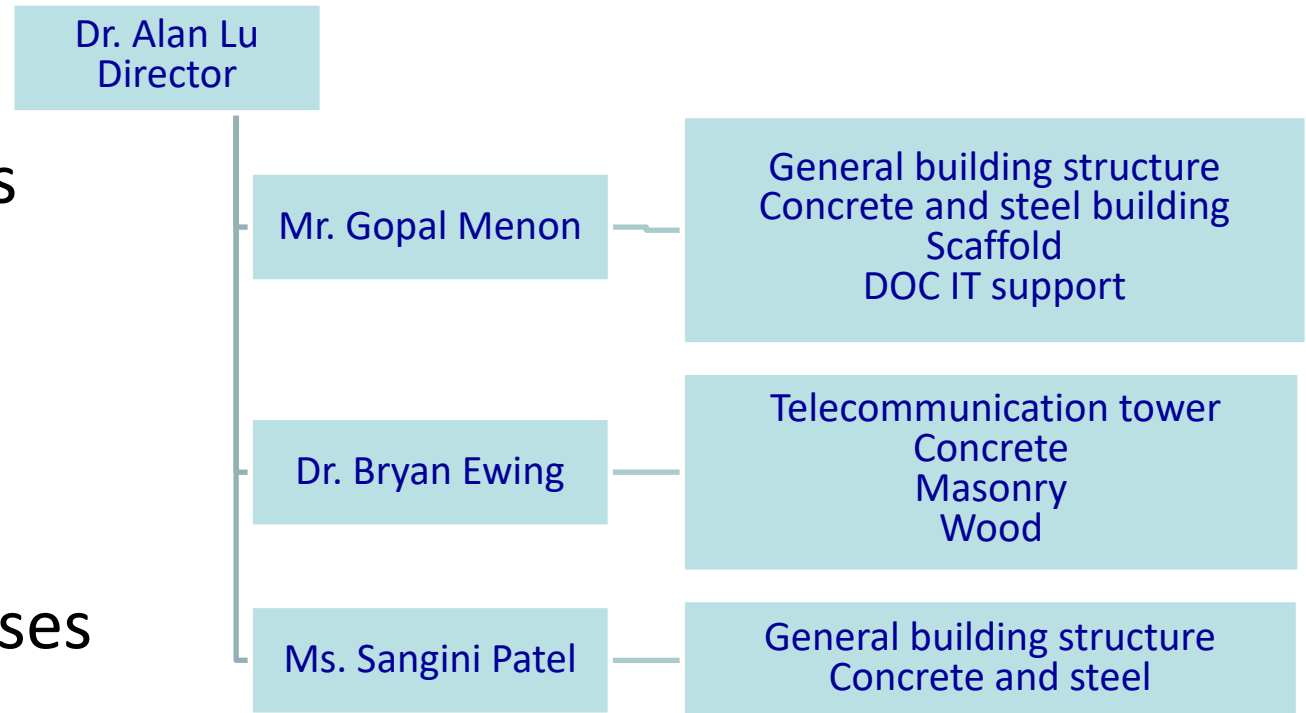 Dr. Alan Lu
Director
s
Mr. Gopal Menon
General building structure
Concrete and steel building
Scaffold
DOC IT support
Dr. Bryan Ewing
Telecommunication tower
Concrete
Masonry
Wood
ses
Ms. Sangini Patel
General building structure
Concrete and steel